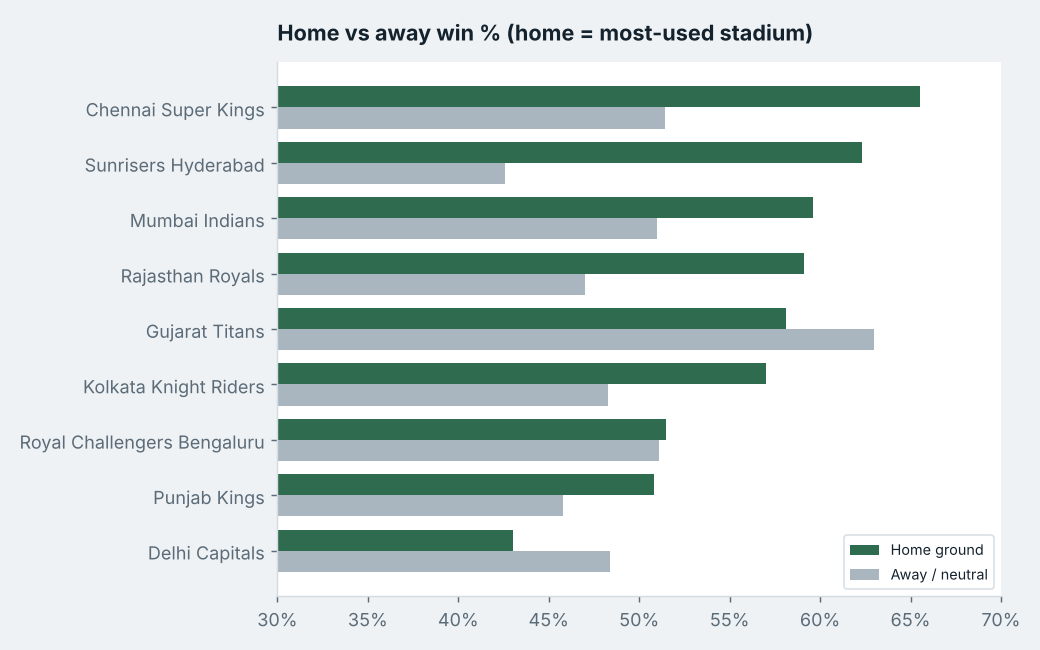 Home vs away win % (home = most-used stadium)
Chennai Super Kings
Sunrisers Hyderabad
Mumbai Indians
Rajasthan Royals
Gujarat Titans
Kolkata Knight Riders
Royal Challengers Bengaluru
Punjab Kings
Delhi Capitals
Home ground
Away / neutral
30% 35% 40% 45% 50% 55% 60% 65% 70%